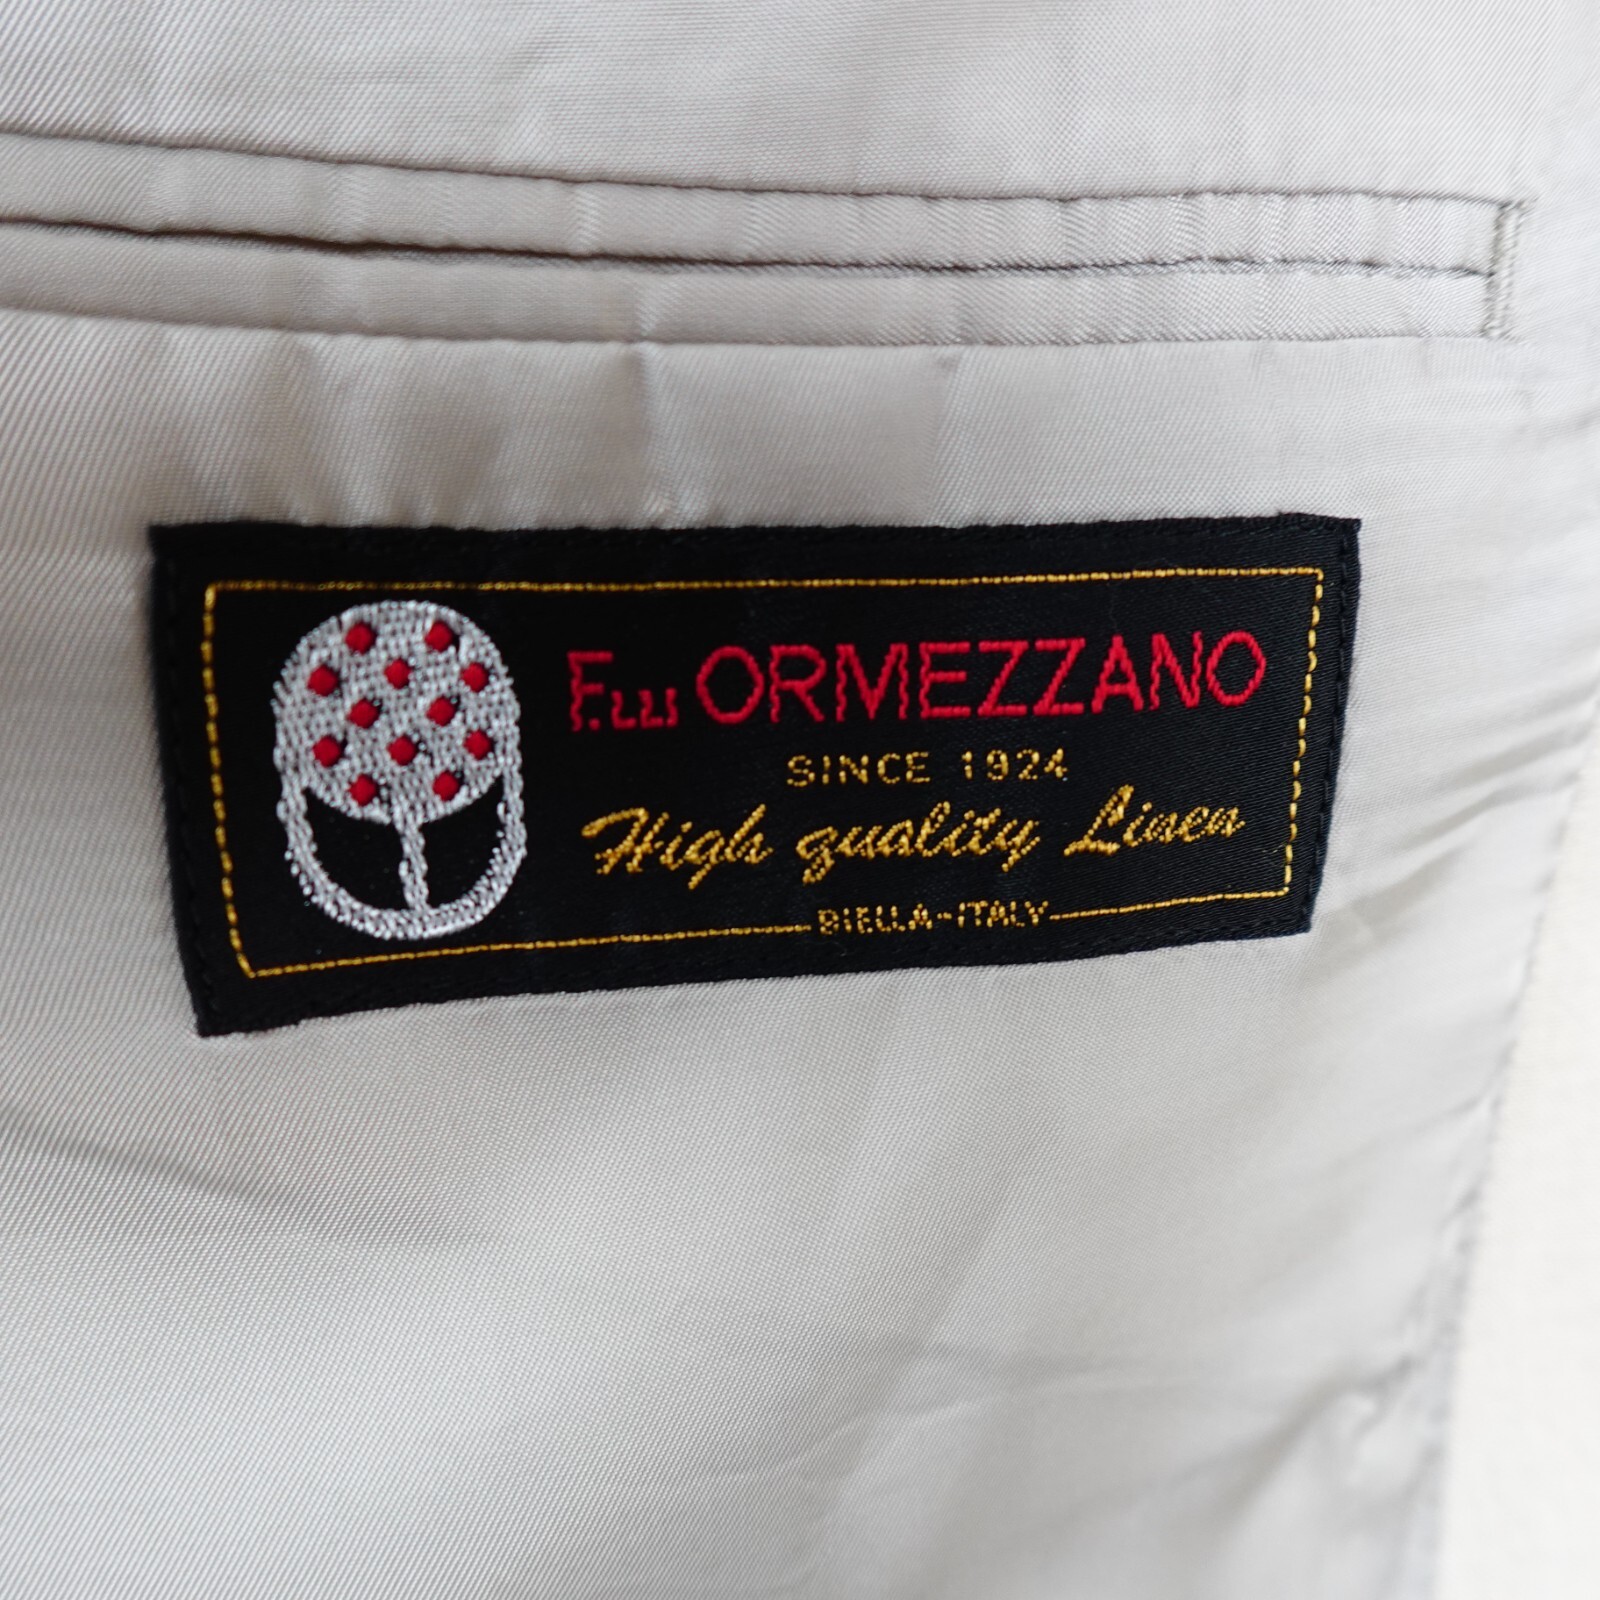 F.lli ORMEZZANO
SINCE 1924
High quality Linen
BIELLA-ITALY